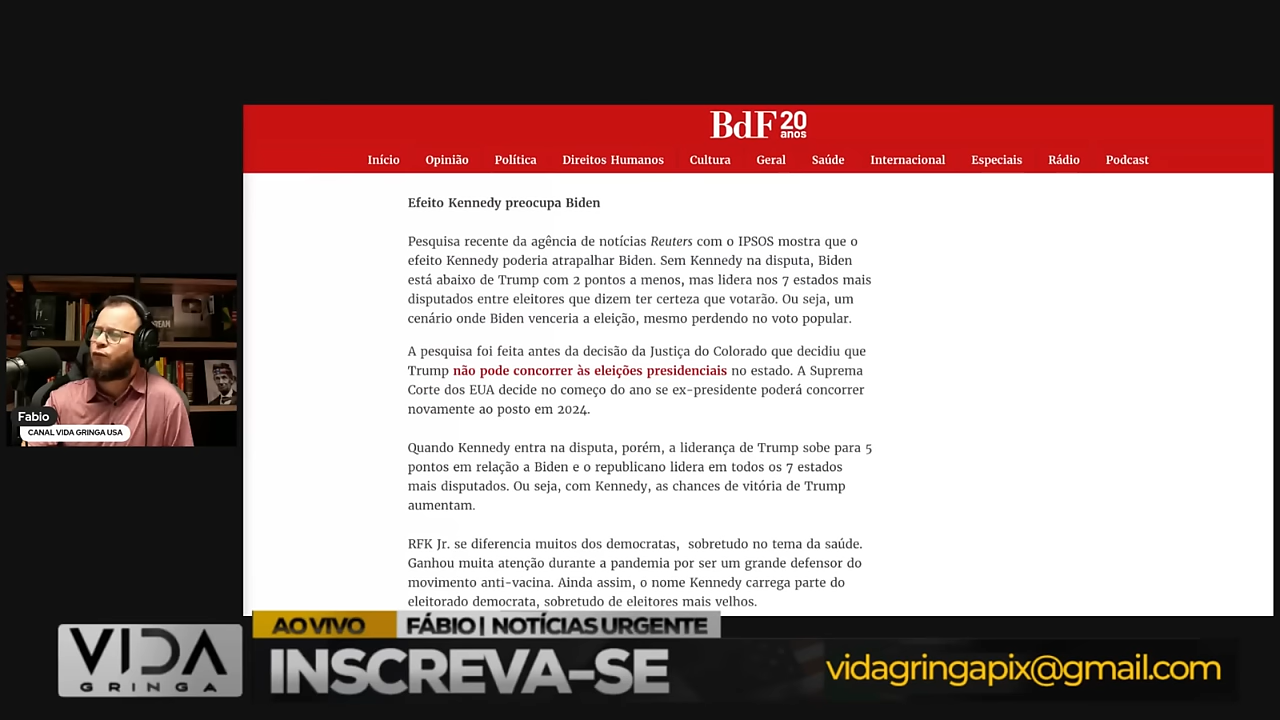 BdF 20 anos
Início Opinião Política Direitos Humanos Cultura Geral Saúde Internacional Especiais Rádio Podcast
Efeito Kennedy preocupa Biden
Pesquisa recente da agência de notícias Reuters com o IPSOS mostra que o
efeito Kennedy poderia atrapalhar Biden. Sem Kennedy na disputa, Biden
está abaixo de Trump com 2 pontos a menos, mas lidera nos 7 estados mais
disputados entre eleitores que dizem ter certeza que votarão. Ou seja, um
cenário onde Biden venceria a eleição, mesmo perdendo no voto popular.
A pesquisa foi feita antes da decisão da Justiça do Colorado que decidiu que
Trump não pode concorrer às eleições presidenciais no estado. A Suprema
Corte dos EUA decide no começo do ano se ex-presidente poderá concorrer
novamente ao posto em 2024.
Quando Kennedy entra na disputa, porém, a liderança de Trump sobe para 5
pontos em relação a Biden e o republicano lidera em todos os 7 estados
mais disputados. Ou seja, com Kennedy, as chances de vitória de Trump
aumentam.
RFK Jr. se diferencia muitos dos democratas, sobretudo no tema da saúde.
Ganhou muita atenção durante a pandemia por ser um grande defensor do
movimento anti-vacina. Ainda assim, o nome Kennedy carrega parte do
eleitorado democrata, sobretudo de eleitores mais velhos.
Fabio
CANAL VIDA GRINGA USA
AO VIVO FÁBIO | NOTÍCIAS URGENTE
VIDA
GRINGA
INSCREVA-SE
vidagringapix@gmail.com